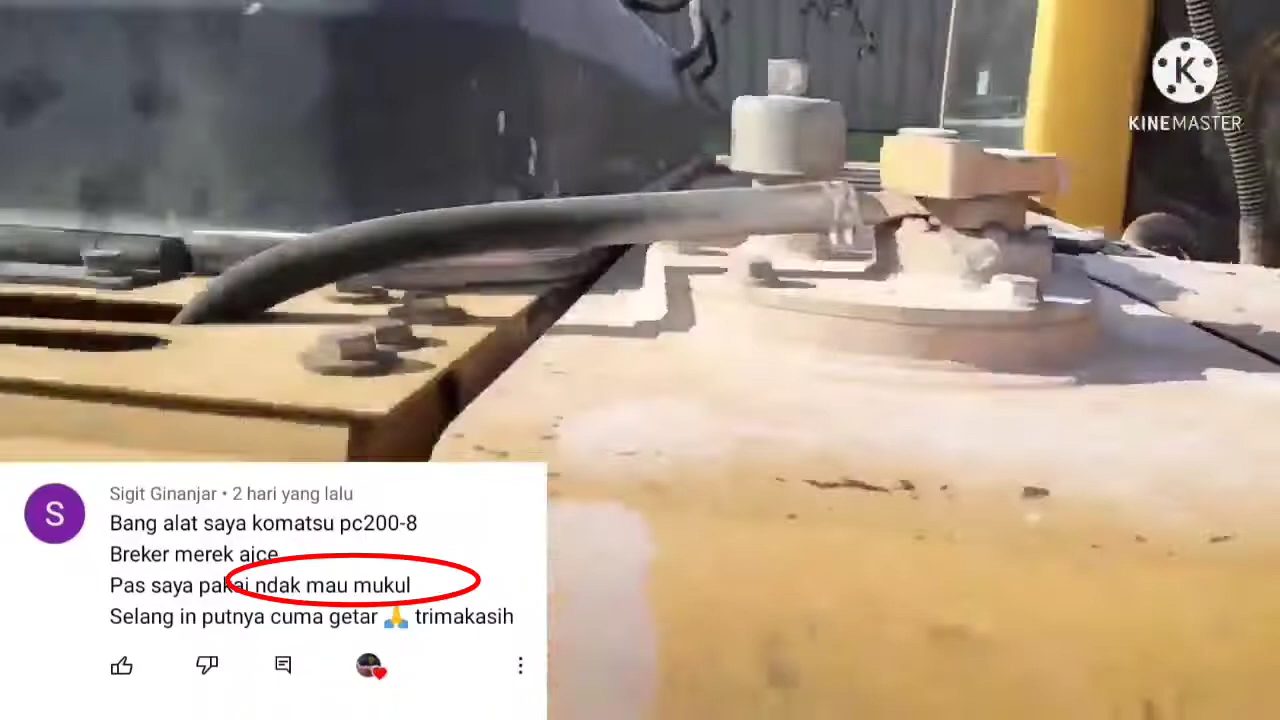 KINEMASTER
Sigit Ginanjar • 2 hari yang lalu
S
Bang alat saya komatsu pc200-8
Breker merek ajce
Pas saya pakai ndak mau mukul
Selang in putnya cuma getar 🙏 trimakasih